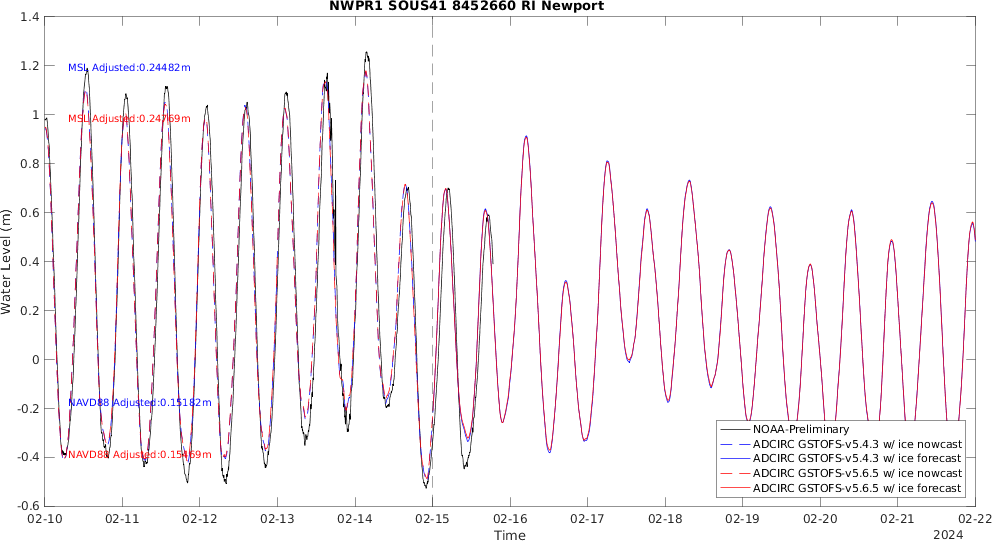 NWPR1 SOUS41 8452660 RI Newport
1.4
1.2
1
0.8
0.6
0.4
0.2
0
-0.2
-0.4
-0.6
Water Level (m)
MSL Adjusted:0.24482m
MSL Adjusted:0.24769m
NAVD88 Adjusted:0.15182m
NAVD88 Adjusted:0.15469m
NOAA-Preliminary
ADCIRC GSTOFS-v5.4.3 w/ ice nowcast
ADCIRC GSTOFS-v5.4.3 w/ ice forecast
ADCIRC GSTOFS-v5.6.5 w/ ice nowcast
ADCIRC GSTOFS-v5.6.5 w/ ice forecast
02-10 02-11 02-12 02-13 02-14 02-15 02-16 02-17 02-18 02-19 02-20 02-21 02-22
Time
2024